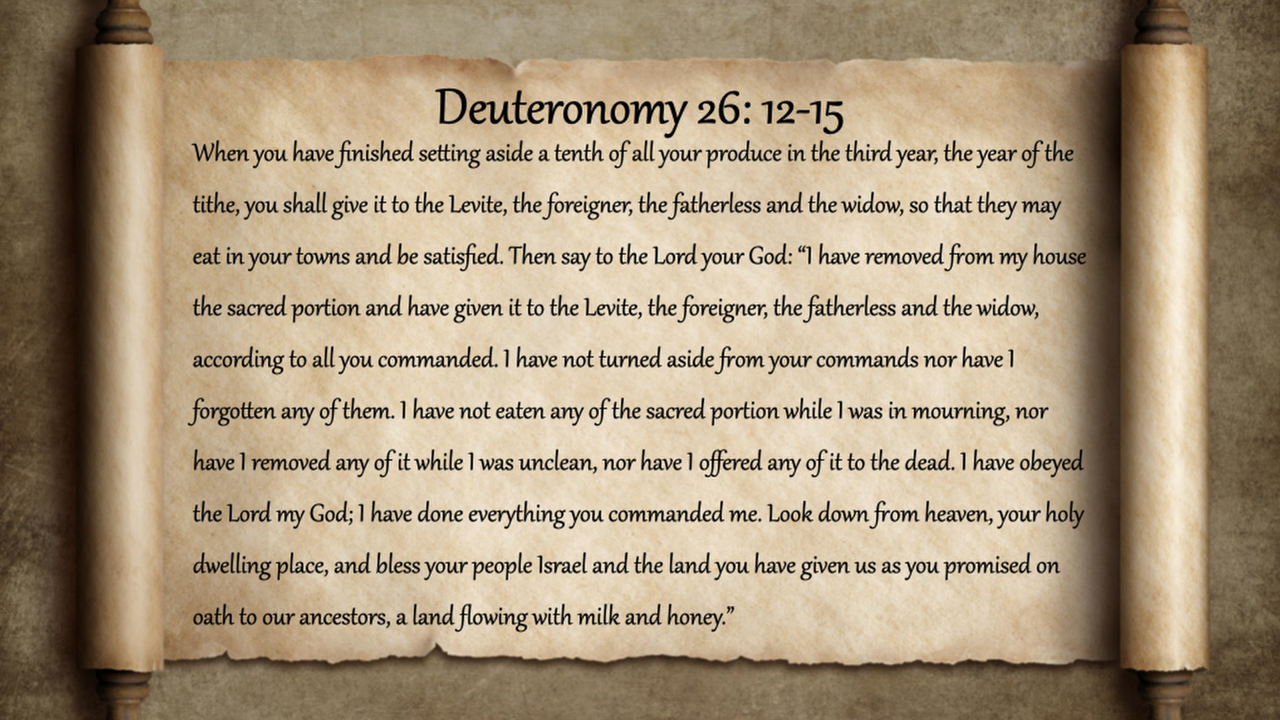 Deuteronomy 26: 12-15
When you have finished setting aside a tenth of all your produce in the third year, the year of the
tithe, you shall give it to the Levite, the foreigner, the fatherless and the widow, so that they may
eat in your towns and be satisfied. Then say to the Lord your God: “I have removed from my house
the sacred portion and have given it to the Levite, the foreigner, the fatherless and the widow,
according to all you commanded. I have not turned aside from your commands nor have I
forgotten any of them. I have not eaten any of the sacred portion while I was in mourning, nor
have I removed any of it while I was unclean, nor have I offered any of it to the dead. I have obeyed
the Lord my God; I have done everything you commanded me. Look down from heaven, your holy
dwelling place, and bless your people Israel and the land you have given us as you promised on
oath to our ancestors, a land flowing with milk and honey.”